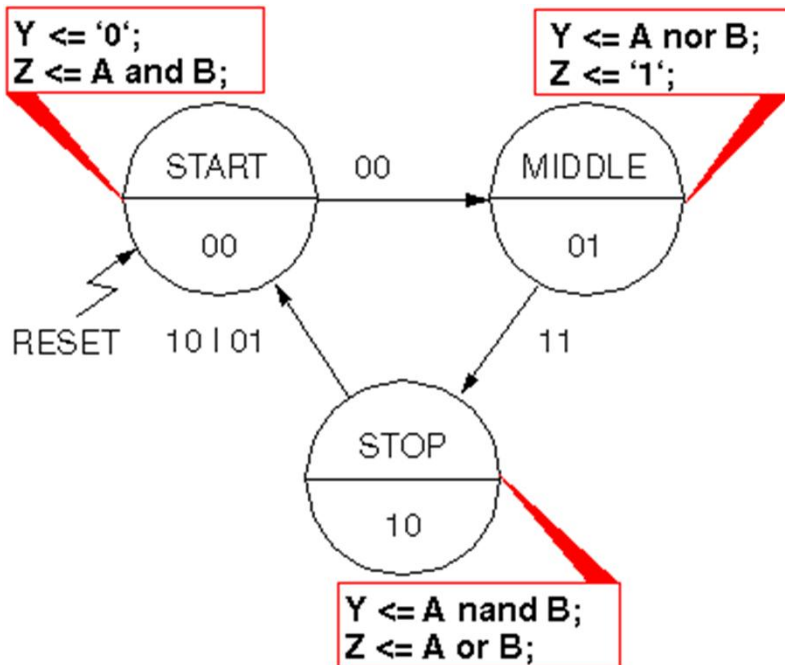 Y <= ‘0‘;
Z <= A and B;
Y <= A nor B;
Z <= ‘1‘;
START
00
MIDDLE
00
01
RESET
10 | 01
11
STOP
10
Y <= A nand B;
Z <= A or B;